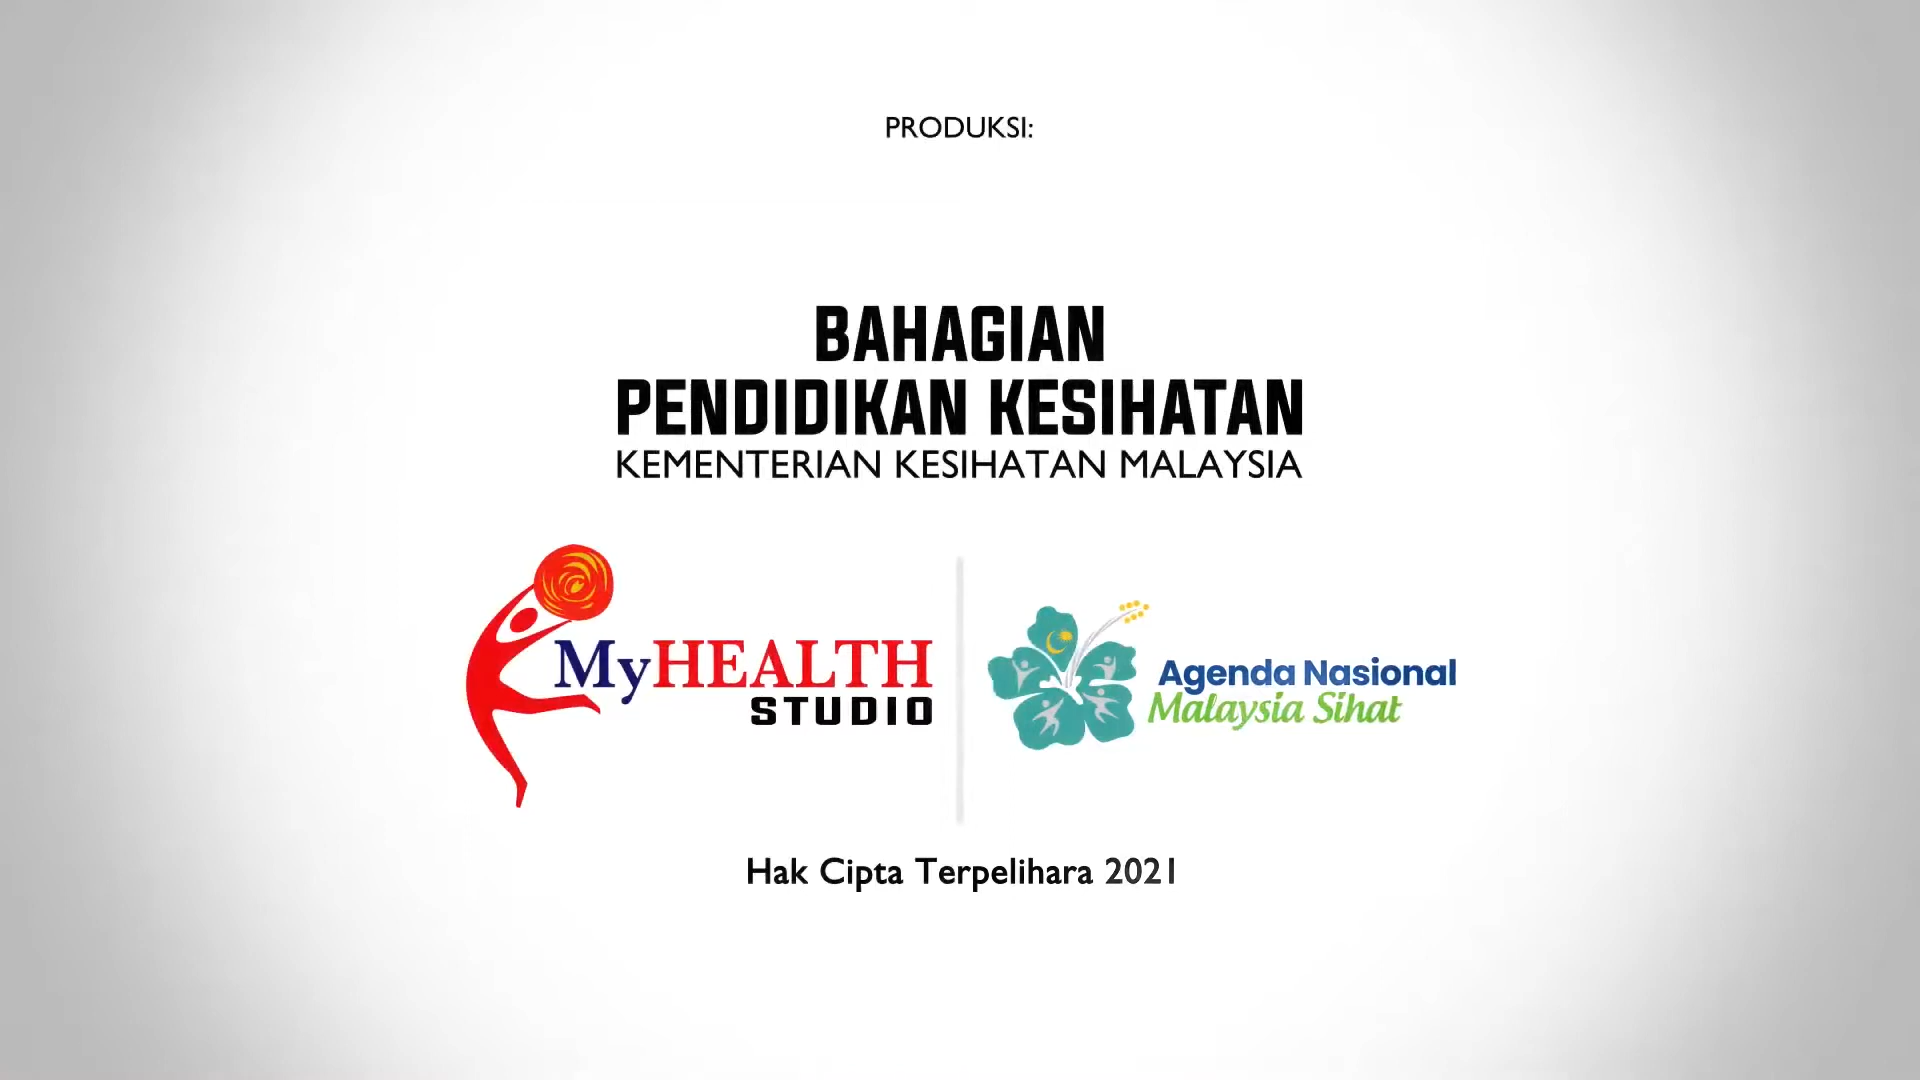 PRODUKSI:
BAHAGIAN
PENDIDIKAN KESIHATAN
KEMENTERIAN KESIHATAN MALAYSIA
MyHEALTH
STUDIO
Agenda Nasional
Malaysia Sihat
Hak Cipta Terpelihara 2021